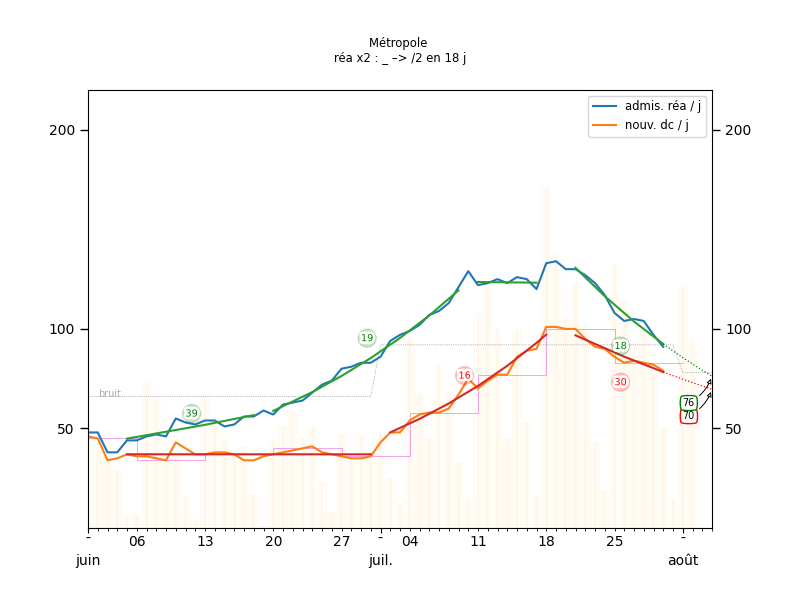 Métropole
réa x2 : _ –> /2 en 18 j
admis. réa / j
nouv. dc / j
200
200
100
100
50
50
bruit
39
19
16
18
30
76
70
- 06 13 20 27 - 04 11 18 25 -
juin juil. août